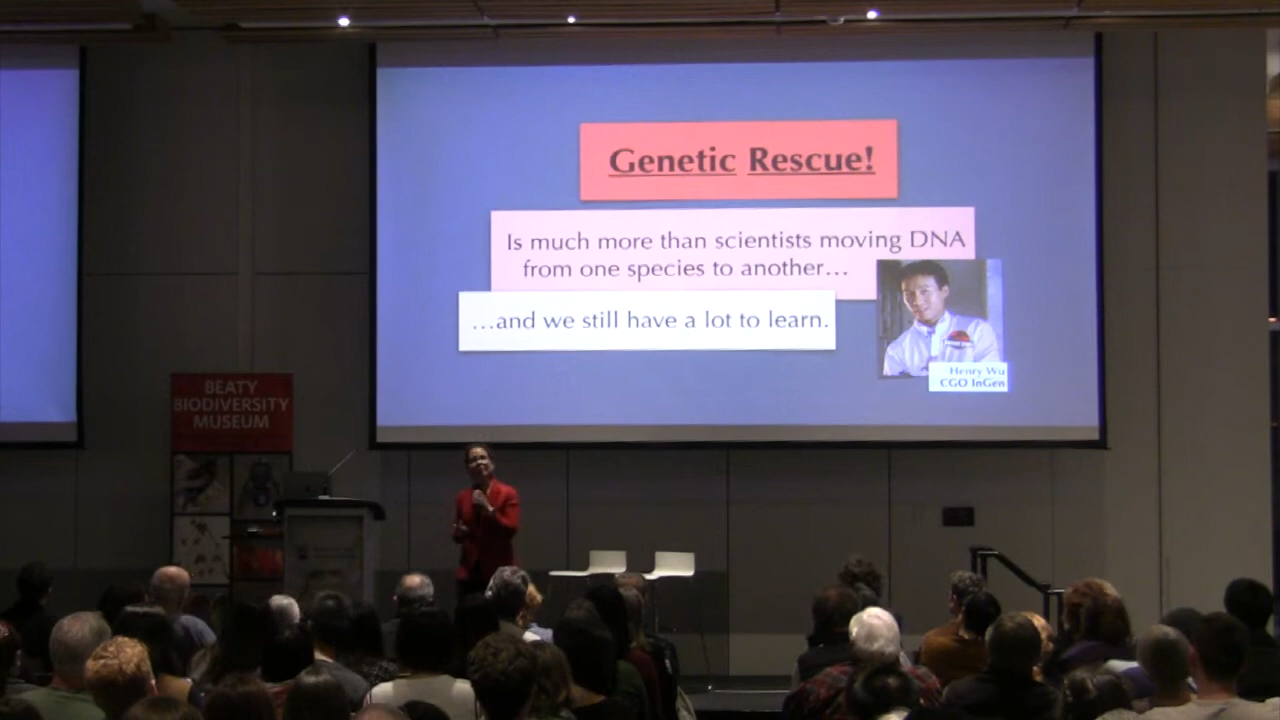 Genetic Rescue!
Is much more than scientists moving DNA
from one species to another...
...and we still have a lot to learn.
Henry Wu
CGO InGen
BEATY
BIODIVERSITY
MUSEUM